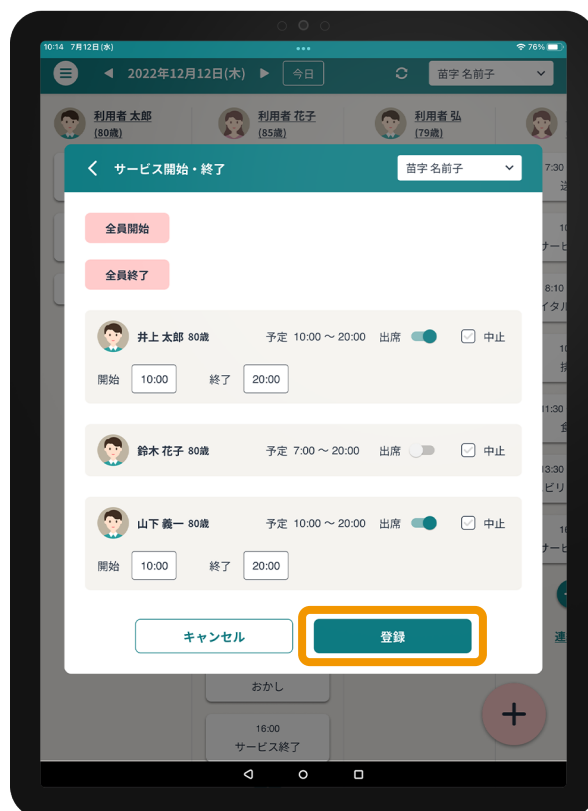 10:14 7月12日(水)
76%
2022年12月12日(木)
今日
苗字 名前子
利用者 太郎
(80歳)
利用者 花子
(85歳)
利用者 弘
(79歳)
サービス開始・終了
苗字 名前子
7:30
全員開始
全員終了
8:10
井上 太郎 80歳
予定 10:00 ～ 20:00
出席
中止
開始 10:00
終了 20:00
11:30
鈴木 花子 80歳
予定 7:00 ～ 20:00
出席
中止
13:30
山下 義一 80歳
予定 10:00 ～ 20:00
出席
中止
開始 10:00
終了 20:00
キャンセル
登録
おかし
16:00
サービス終了